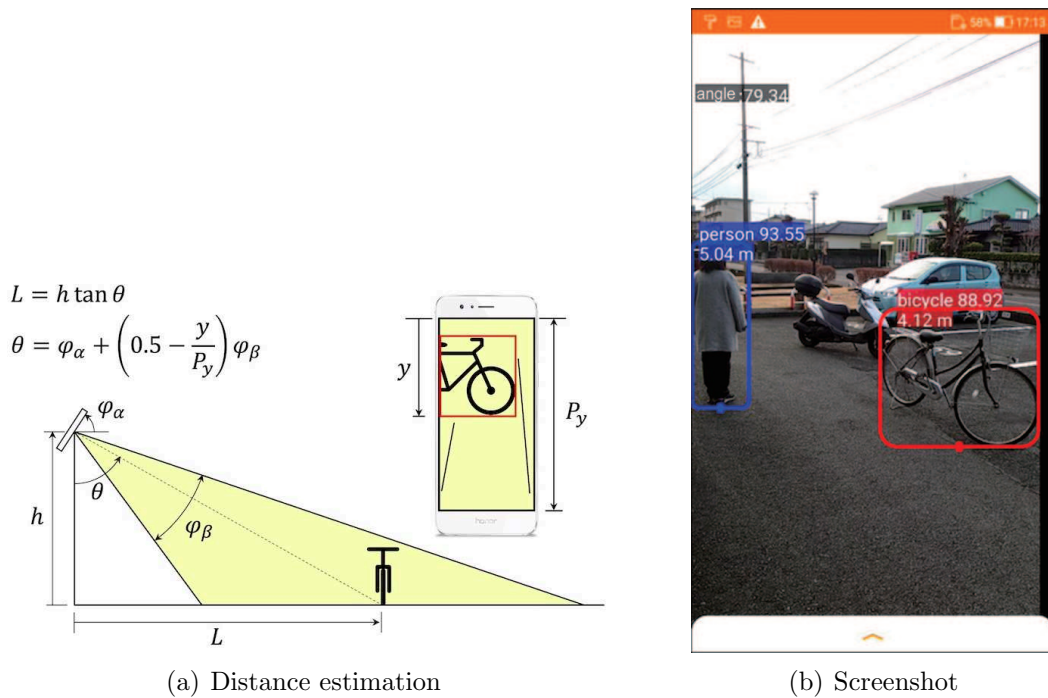 L = h tan θ
θ = φ_α + (0.5 − y/P_y) φ_β
φ_α
h
θ
φ_β
L
y
P_y
honor
58% 17:13
angle :79.34
person 93.55
5.04 m
bicycle 88.92
4.12 m
(a) Distance estimation
(b) Screenshot